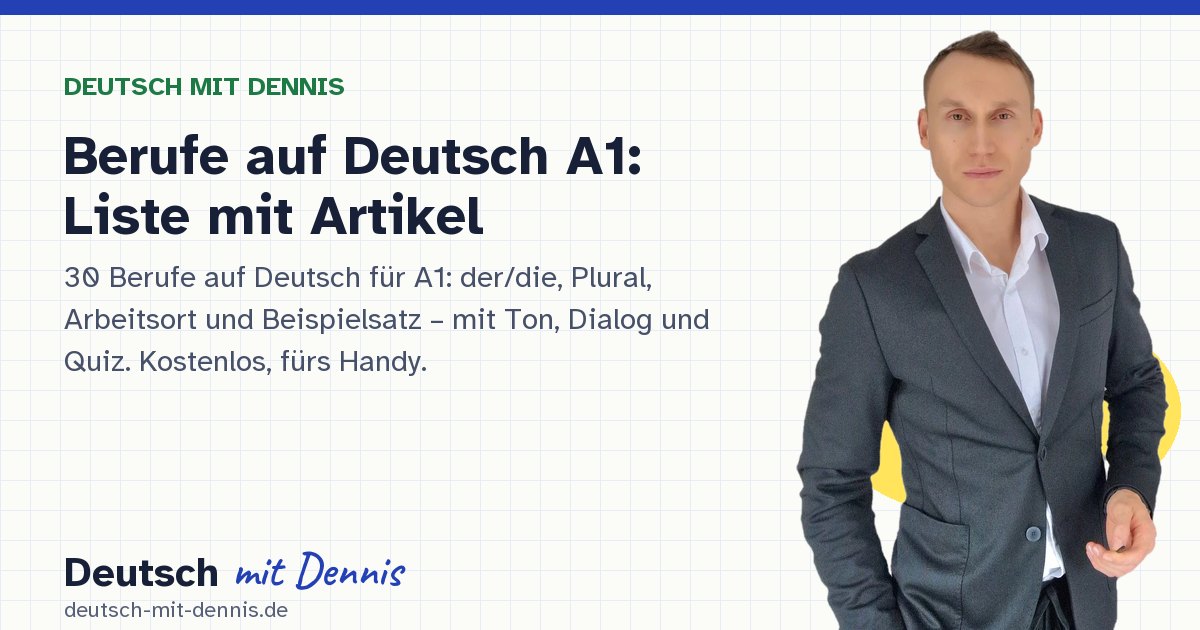 DEUTSCH MIT DENNIS
Berufe auf Deutsch A1:
Liste mit Artikel
30 Berufe auf Deutsch für A1: der/die, Plural,
Arbeitsort und Beispielsatz – mit Ton, Dialog und
Quiz. Kostenlos, fürs Handy.
Deutsch mit Dennis
deutsch-mit-dennis.de